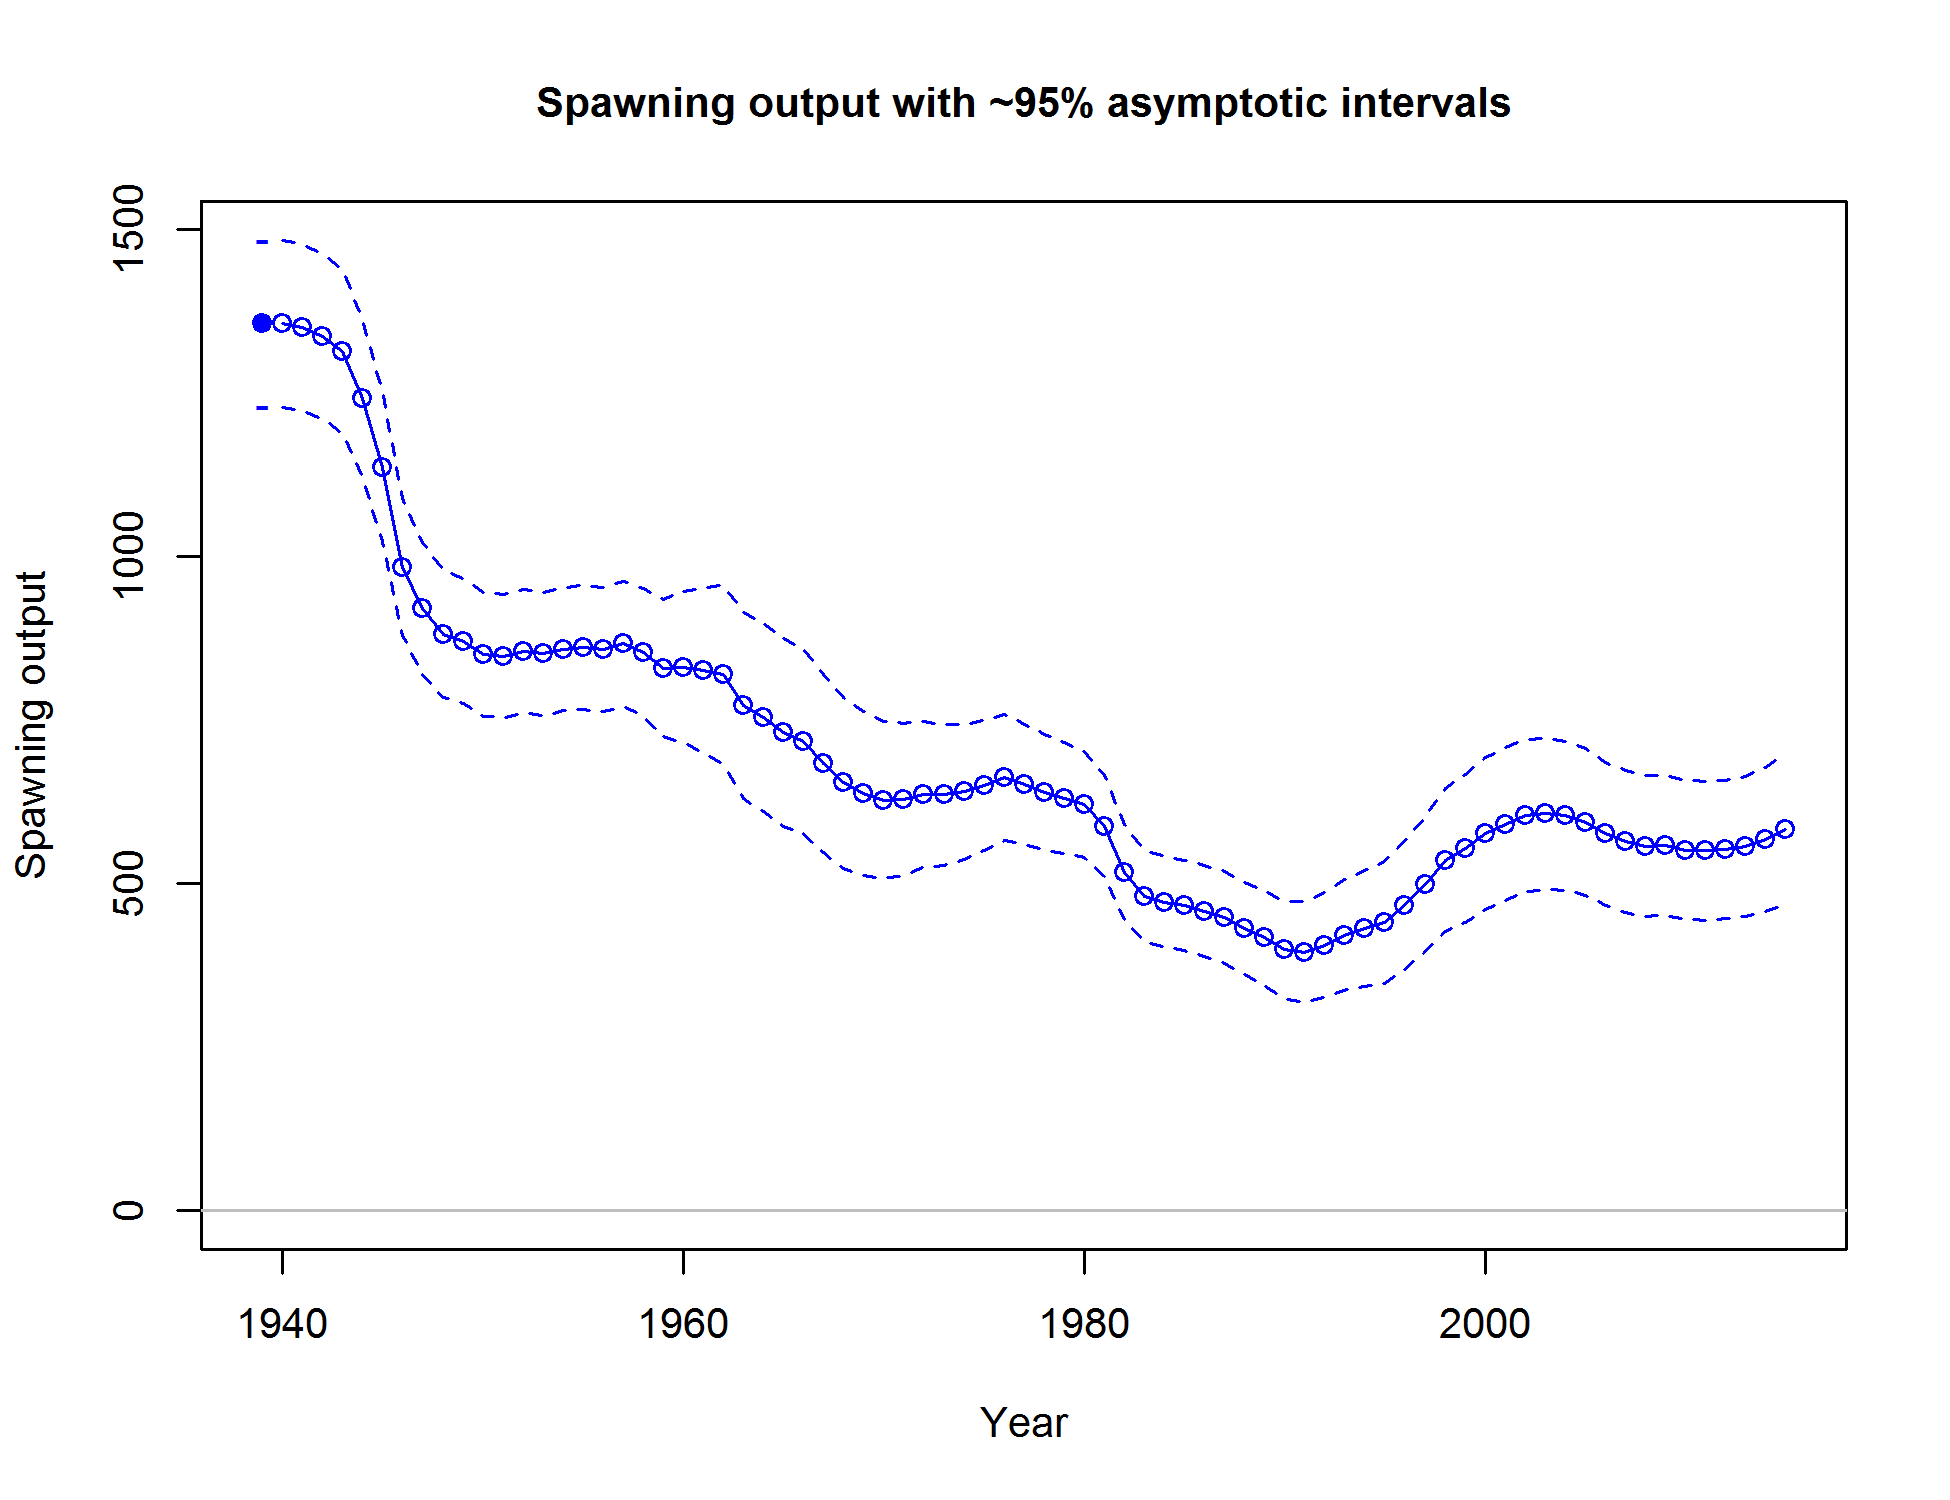 Spawning output with ~95% asymptotic intervals
Spawning output
1500
1000
500
0
1940
1960
1980
2000
Year